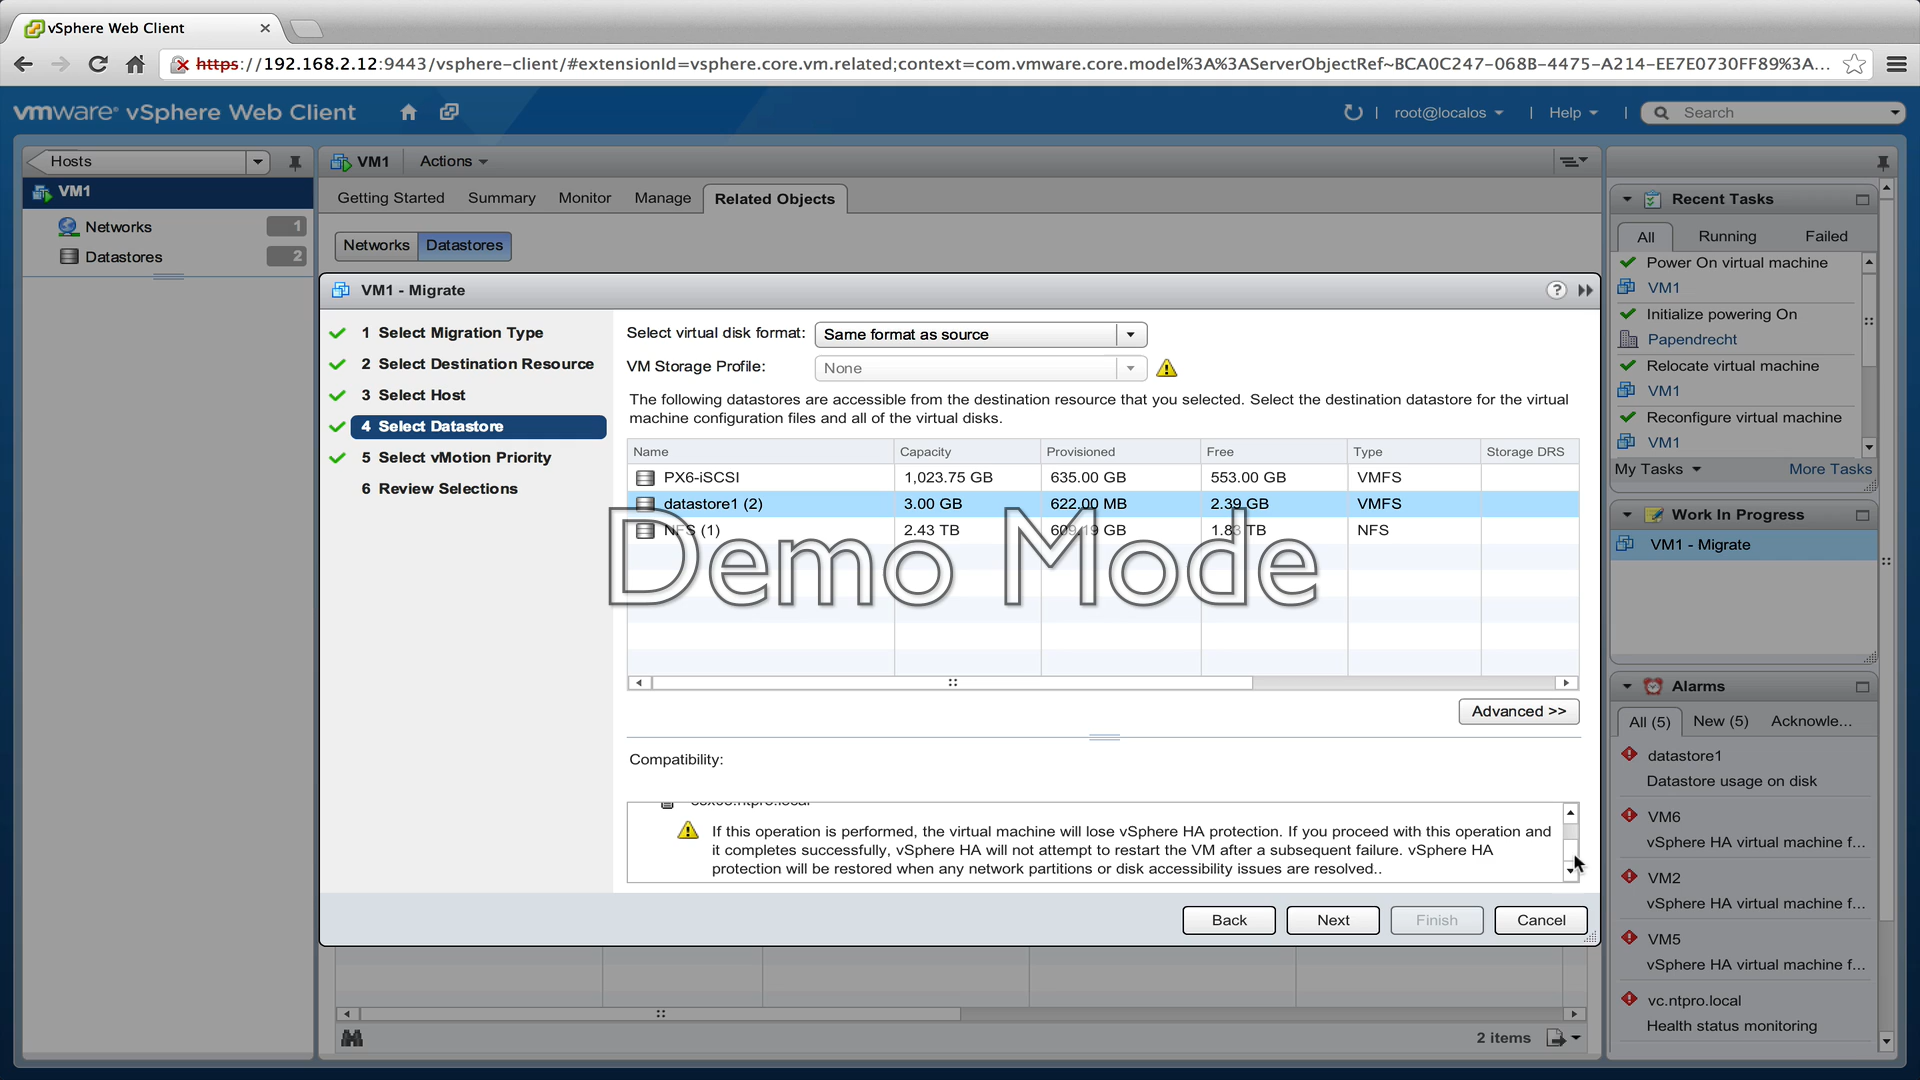 vSphere Web Client
https://192.168.2.12:9443/vsphere-client/#extensionId=vsphere.core.vm.related;context=com.vmware.core.model%3A%3AServerObjectRef~BCA0C247-068B-4475-A214-EE7E0730FF89%3A...
vmware® vSphere Web Client
root@localos
Help
Search
Hosts
VM1
Networks 1
Datastores 2
VM1
Actions
Getting Started Summary Monitor Manage Related Objects
Networks Datastores
VM1 - Migrate
1 Select Migration Type
2 Select Destination Resource
3 Select Host
4 Select Datastore
5 Select vMotion Priority
6 Review Selections
Select virtual disk format: Same format as source
VM Storage Profile: None
The following datastores are accessible from the destination resource that you selected. Select the destination datastore for the virtual
machine configuration files and all of the virtual disks.
Name Capacity Provisioned Free Type Storage DRS
PX6-iSCSI 1,023.75 GB 635.00 GB 553.00 GB VMFS
datastore1 (2) 3.00 GB 622.00 MB 2.39 GB VMFS
NFS (1) 2.43 TB 609.19 GB 1.83 TB NFS
Demo Mode
Advanced >>
Compatibility:
If this operation is performed, the virtual machine will lose vSphere HA protection. If you proceed with this operation and
it completes successfully, vSphere HA will not attempt to restart the VM after a subsequent failure. vSphere HA
protection will be restored when any network partitions or disk accessibility issues are resolved..
Back Next Finish Cancel
2 items
Recent Tasks
All Running Failed
Power On virtual machine
VM1
Initialize powering On
Papendrecht
Relocate virtual machine
VM1
Reconfigure virtual machine
VM1
My Tasks More Tasks
Work In Progress
VM1 - Migrate
Alarms
All (5) New (5) Acknowle...
datastore1
Datastore usage on disk
VM6
vSphere HA virtual machine f...
VM2
vSphere HA virtual machine f...
VM5
vSphere HA virtual machine f...
vc.ntpro.local
Health status monitoring